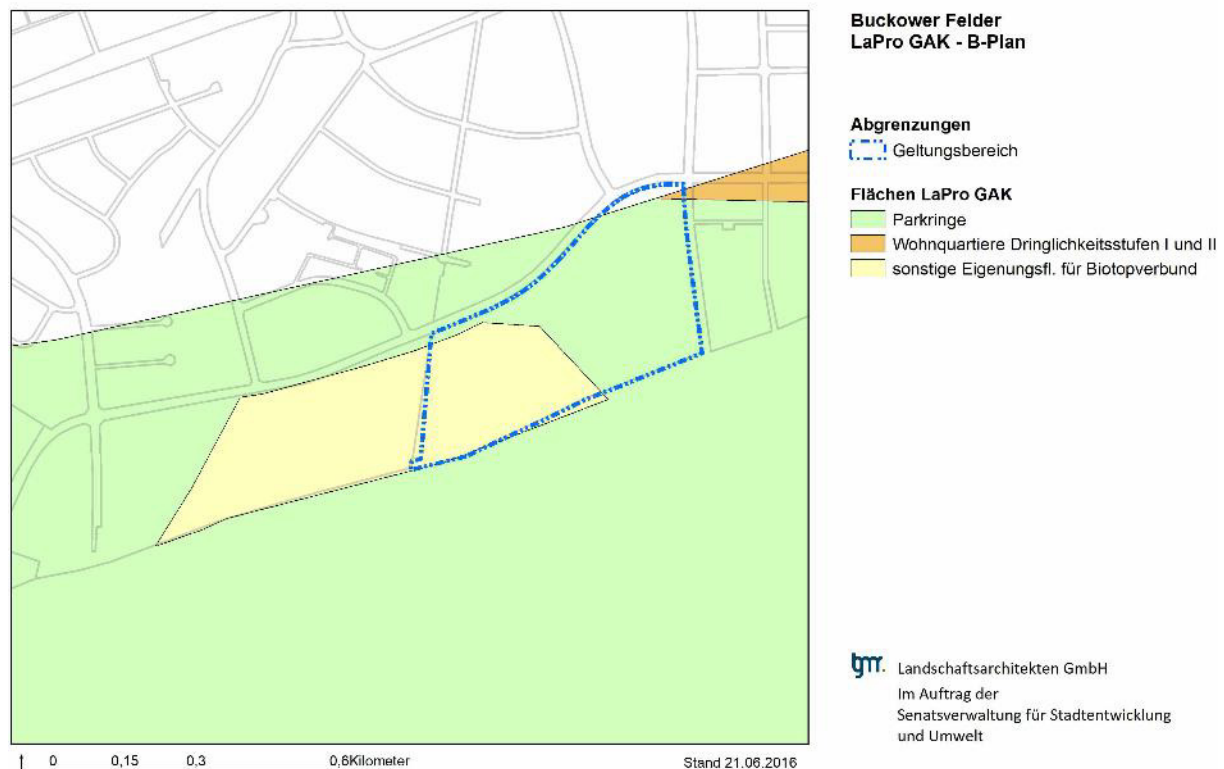 Buckower Felder
LaPro GAK - B-Plan
Abgrenzungen
Geltungsbereich
Flächen LaPro GAK
Parkringe
Wohnquartiere Dringlichkeitsstufen I und II
sonstige Eigenungsfl. für Biotopverbund
bgmr. Landschaftsarchitekten GmbH
Im Auftrag der
Senatsverwaltung für Stadtentwicklung
und Umwelt
0 0,15 0,3 0,6Kilometer
Stand 21.06.2016